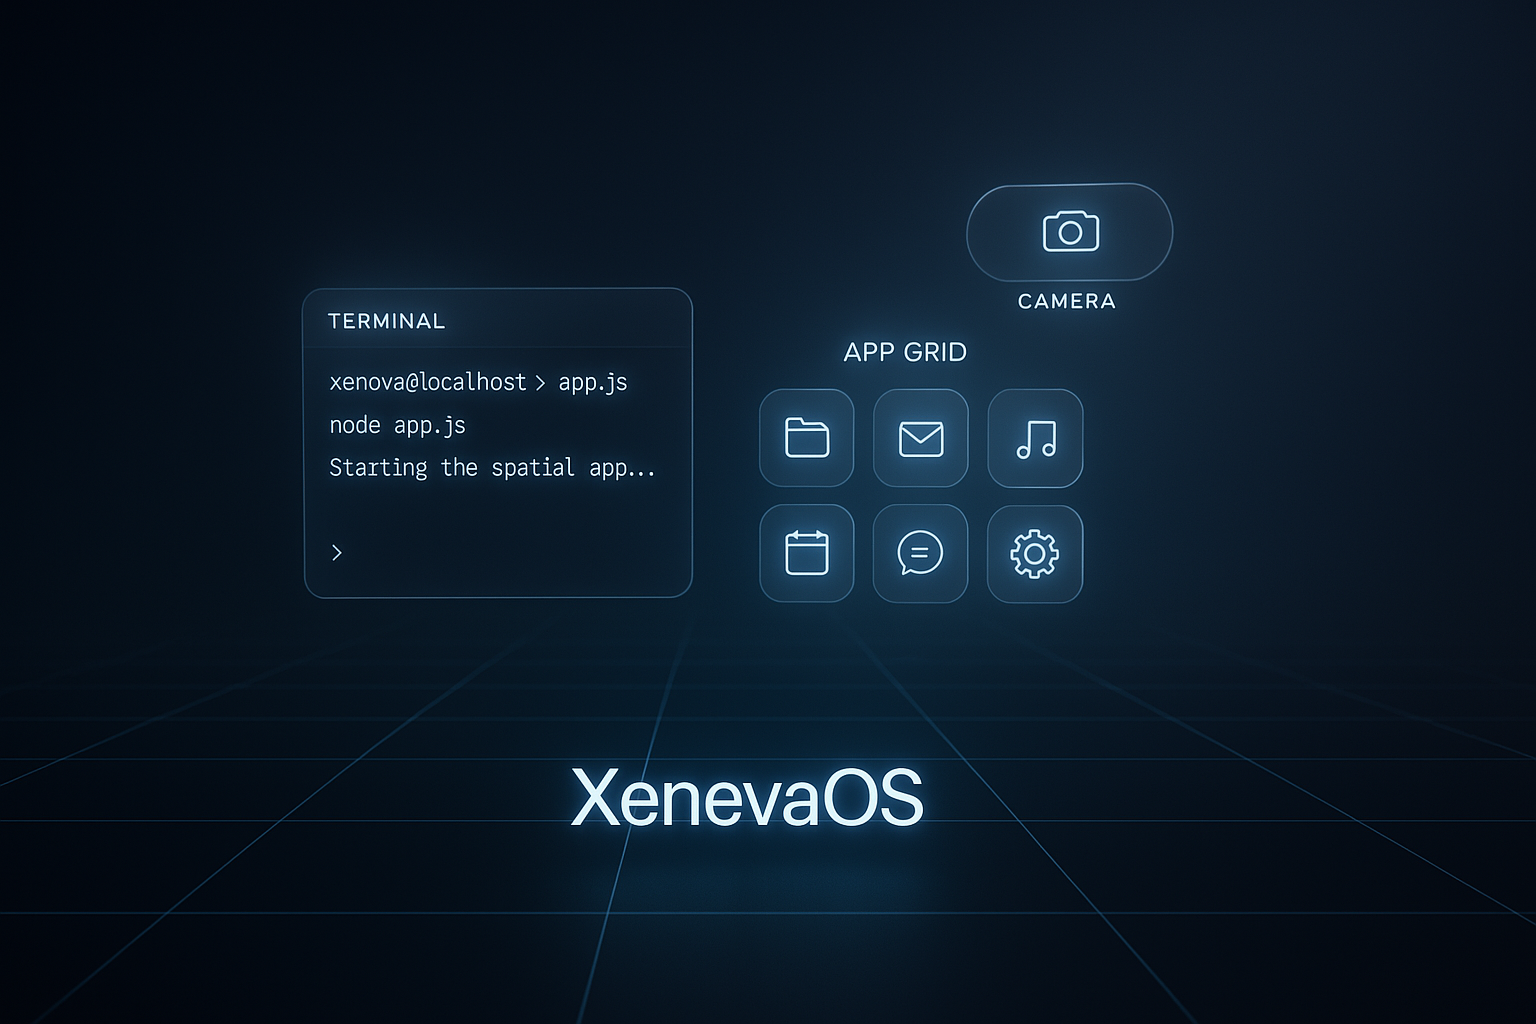 CAMERA
TERMINAL
xenova@localhost > app.js
node app.js
Starting the spatial app...
>
APP GRID
XenevaOS